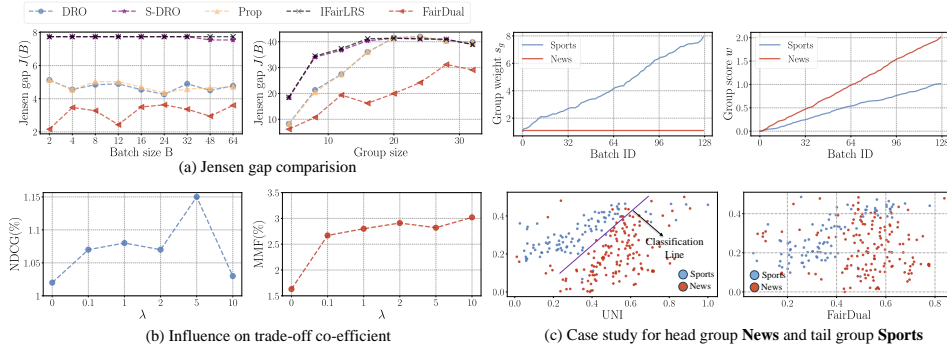 DRO S-DRO Prop IFairLRS FairDual
Jensen gap J(B)
8
6
4
2
2 4 8 12 16 24 32 48 64
Batch size B
Jensen gap J(B)
40
30
20
10
0
10 20 30
Group size
(a) Jensen gap comparision
Group weight s_g
8
6
4
2
0
Sports
News
0 32 64 96 128
Batch ID
Group score w
2.0
1.5
1.0
0.5
0.0
Sports
News
0 32 64 96 128
Batch ID
NDCG(%)
1.15
1.1
1.05
1
0 0.1 1 2 5 10
λ
MMF(%)
3.5
3
2.5
2
1.5
0 0.1 1 2 5 10
λ
(b) Influence on trade-off co-efficient
0.4
0.2
0.0
Classification
Line
Sports
News
0.0 0.2 0.4 0.6 0.8 1.0
UNI
0.4
0.2
0.0
Sports
News
0.2 0.4 0.6 0.8
FairDual
(c) Case study for head group News and tail group Sports